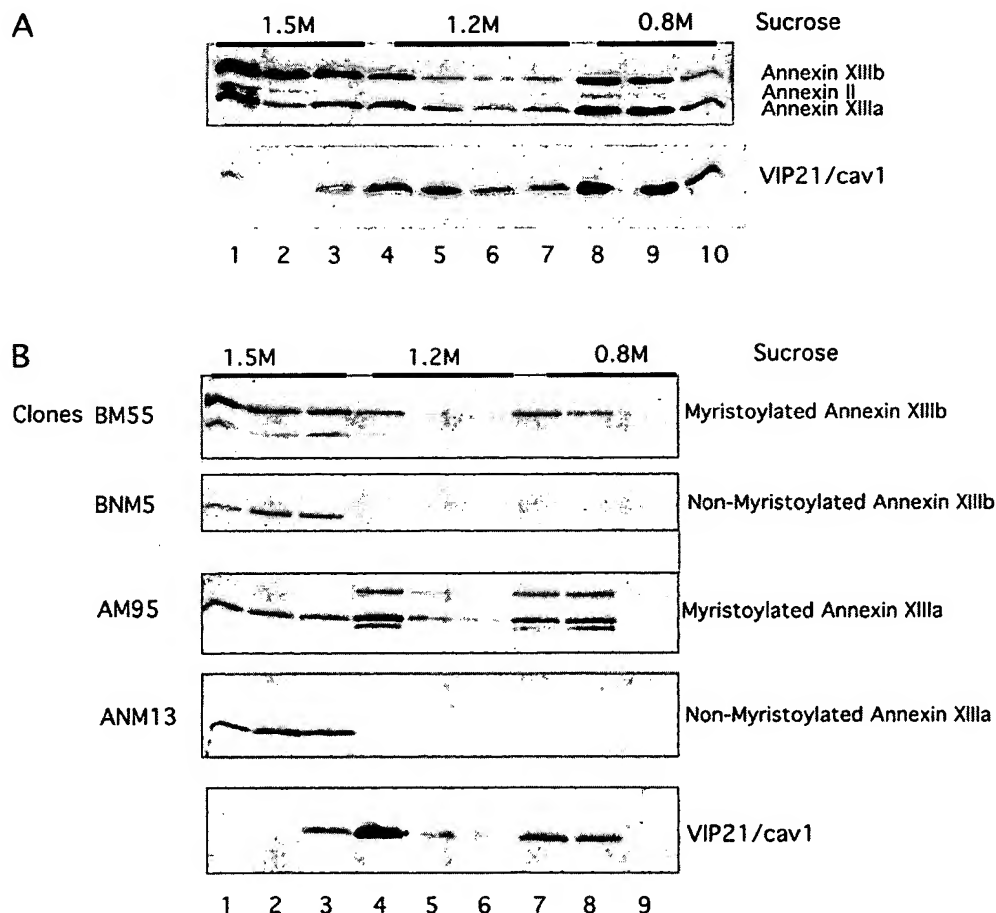 A 1.5M 1.2M 0.8M Sucrose
Annexin XIIIb
Annexin II
Annexin XIIIa
VIP21/cav1
1 2 3 4 5 6 7 8 9 10
B 1.5M 1.2M 0.8M Sucrose
Clones BM55 Myristoylated Annexin XIIIb
BNM5 Non-Myristoylated Annexin XIIIb
AM95 Myristoylated Annexin XIIIa
ANM13 Non-Myristoylated Annexin XIIIa
VIP21/cav1
1 2 3 4 5 6 7 8 9